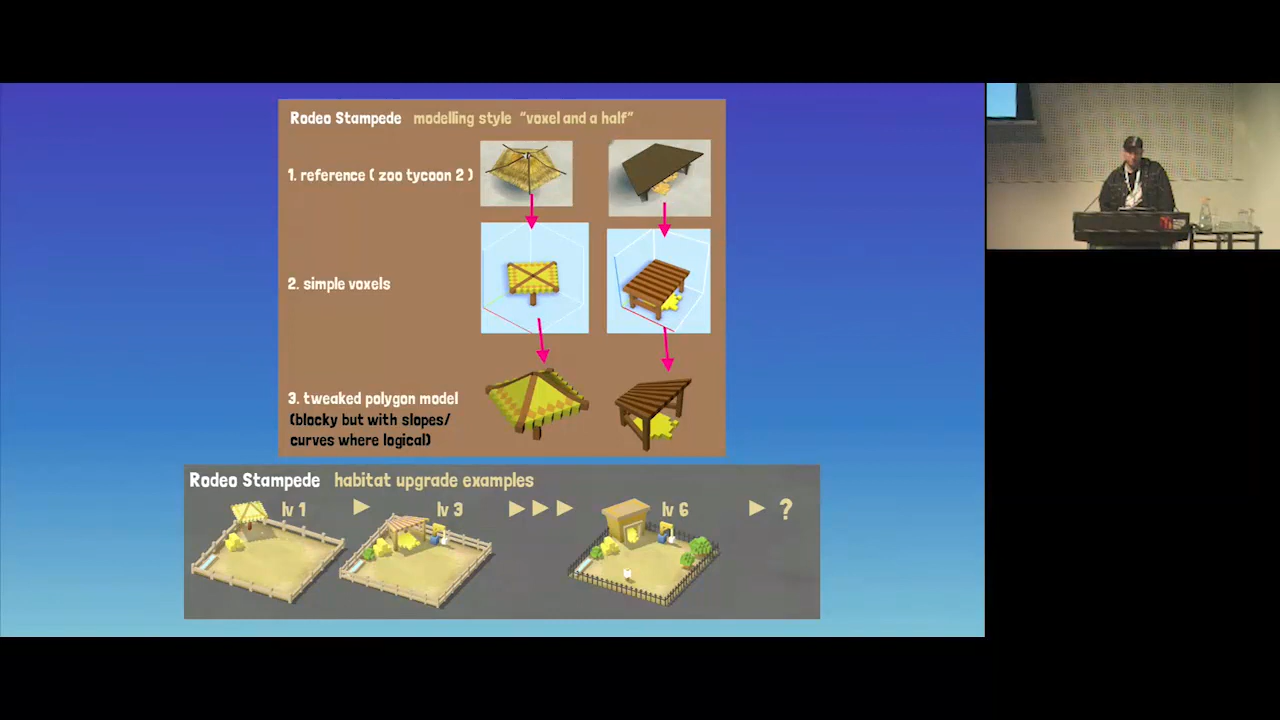 Rodeo Stampede modelling style "voxel and a half"
1. reference ( zoo tycoon 2 )
2. simple voxels
3. tweaked polygon model
(blocky but with slopes/
curves where logical)
Rodeo Stampede habitat upgrade examples
lv 1 lv 3 lv 6 ?